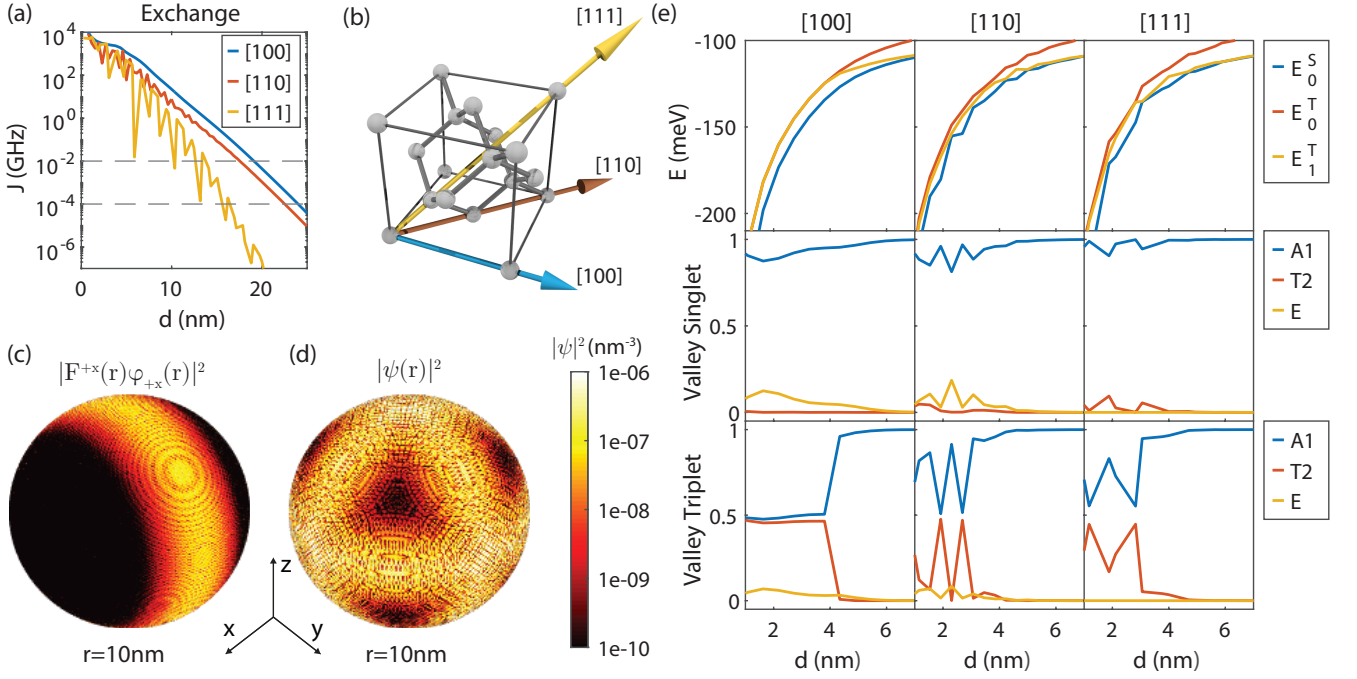 (a)
Exchange
J (GHz)
10^4
10^2
10^0
10^-2
10^-4
10^-6
[100]
[110]
[111]
0
10
20
d (nm)
(b)
[111]
[110]
[100]
(c)
|F^{+x}(r)φ_{+x}(r)|^2
r=10nm
z
x
y
(d)
|ψ(r)|^2
r=10nm
|ψ|^2 (nm^-3)
1e-06
1e-07
1e-08
1e-09
1e-10
(e)
[100]
[110]
[111]
E (meV)
-100
-150
-200
E^S_0
E^T_0
E^T_1
Valley Singlet
1
0.5
0
A1
T2
E
Valley Triplet
1
0.5
0
A1
T2
E
2
4
6
2
4
6
2
4
6
d (nm)
d (nm)
d (nm)